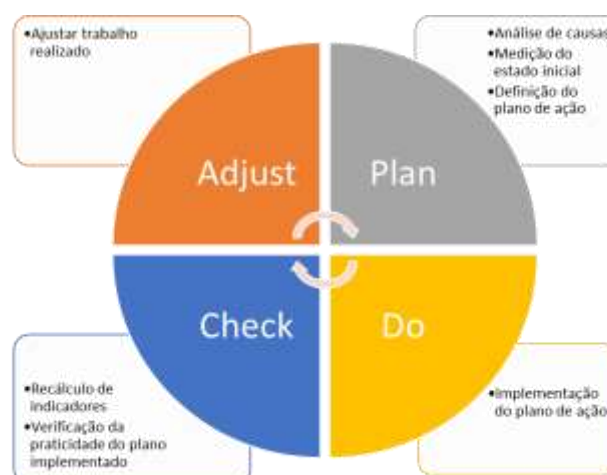 •Ajustar trabalho
realizado
•Análise de causas
•Medição do
estado inicial
•Definição do
plano de ação
Adjust
Plan
Check
Do
•Recálculo de
indicadores
•Verificação da
praticidade do plano
implementado
•Implementação
do plano de ação